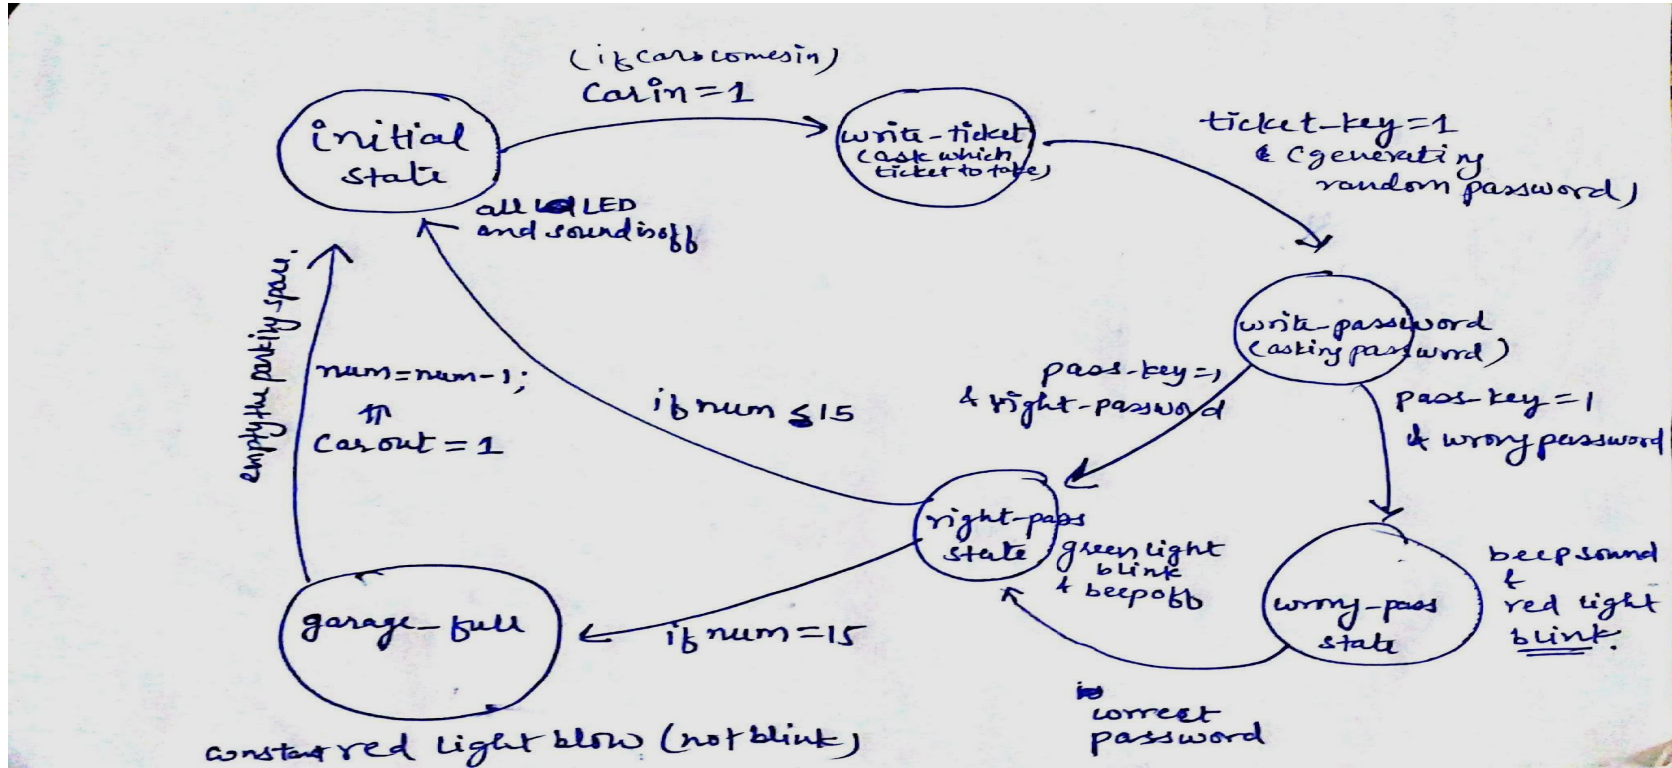 (if cars comes in)
Car in = 1
initial
state
all LED
and sound is off
write-ticket
(ask which
ticket to take)
ticket-key=1
& (generating
random password)
write-password
(asking password)
pass-key=1
& right-password
pass-key=1
& wrong password
empty the parking space.
num=num-1;
⇑
Car out = 1
if num ≤15
right-pass
state
green light
blink
& beep off
wrong-pass
state
beep sound
&
red light
blink.
garage-full
if num=15
correct
password
constant red light blow (not blink)